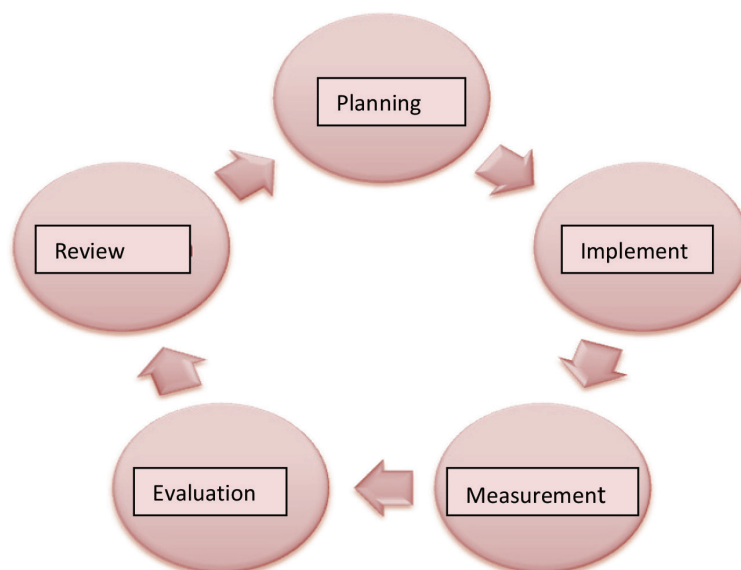 Planning
Implement
Measurement
Evaluation
Review